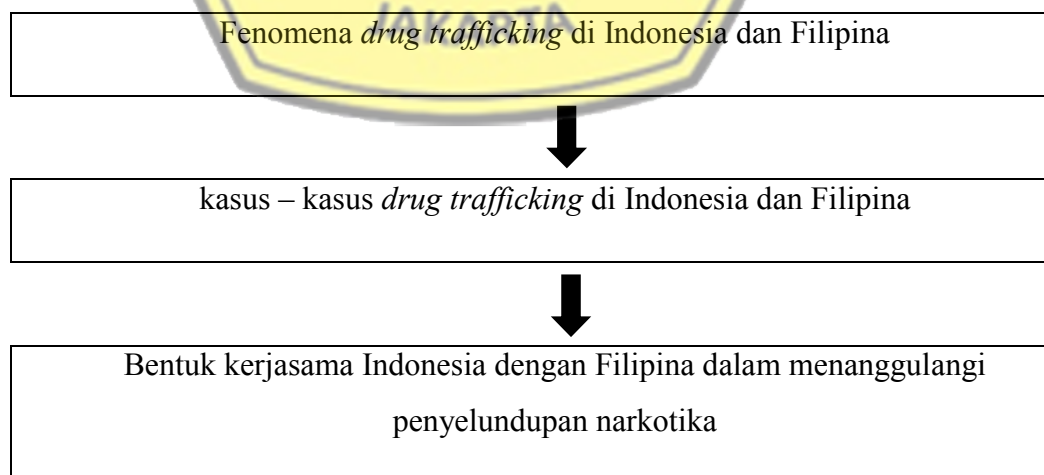 JAKARTA
Fenomena drug trafficking di Indonesia dan Filipina
kasus – kasus drug trafficking di Indonesia dan Filipina
Bentuk kerjasama Indonesia dengan Filipina dalam menanggulangi
penyelundupan narkotika